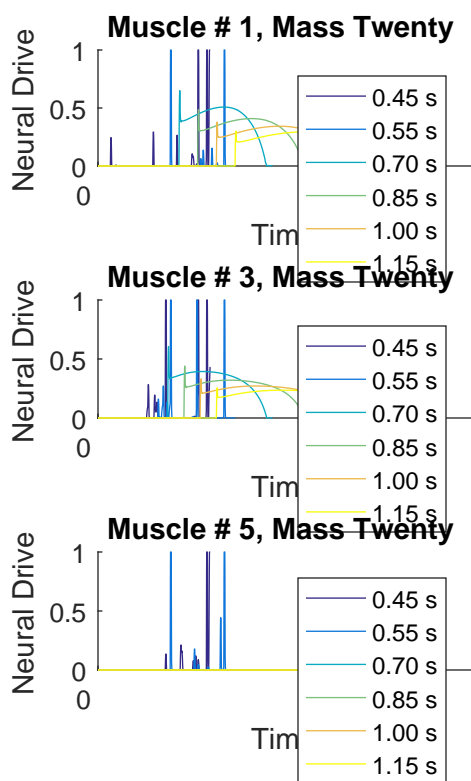 Muscle # 1, Mass Twenty
Neural Drive
1
0.5
0
0
Tim
0.45 s
0.55 s
0.70 s
0.85 s
1.00 s
1.15 s
Muscle # 3, Mass Twenty
Neural Drive
1
0.5
0
0
Tim
0.45 s
0.55 s
0.70 s
0.85 s
1.00 s
1.15 s
Muscle # 5, Mass Twenty
Neural Drive
1
0.5
0
0
Tim
0.45 s
0.55 s
0.70 s
0.85 s
1.00 s
1.15 s